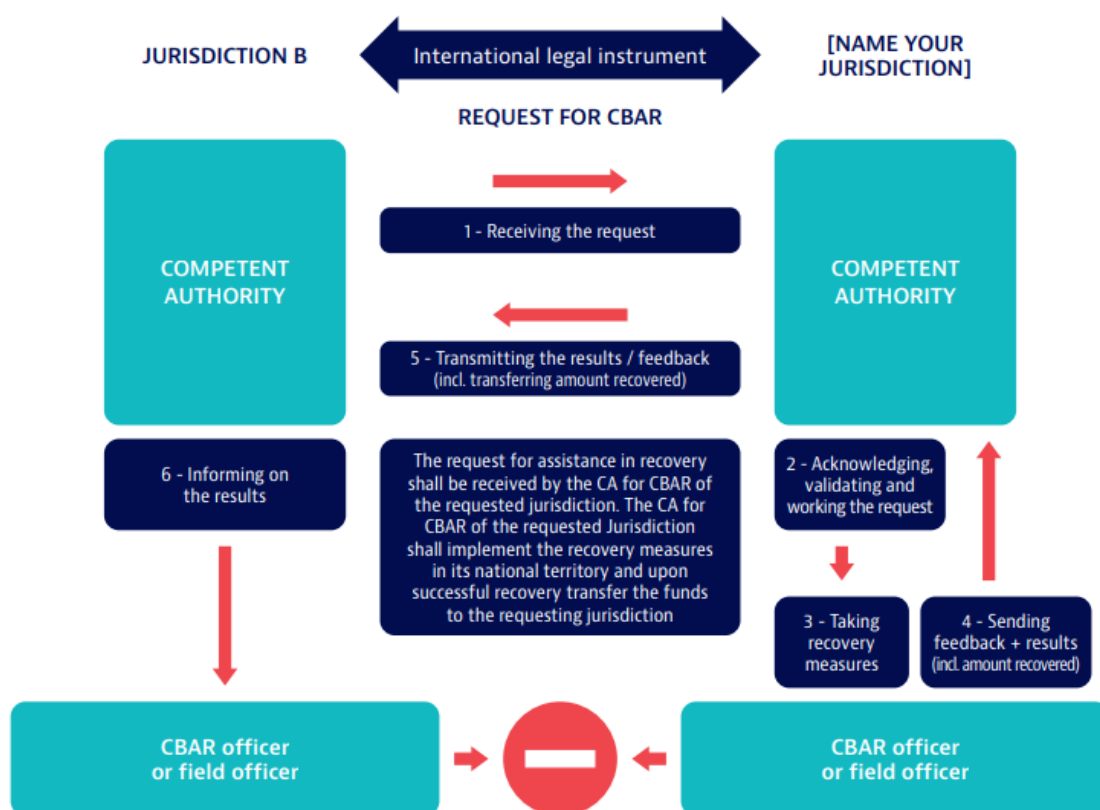 JURISDICTION B
International legal instrument
[NAME YOUR
JURISDICTION]
REQUEST FOR CBAR
COMPETENT
AUTHORITY
1 - Receiving the request
5 - Transmitting the results / feedback
(incl. transferring amount recovered)
COMPETENT
AUTHORITY
6 - Informing on
the results
The request for assistance in recovery
shall be received by the CA for CBAR of
the requested jurisdiction. The CA for
CBAR of the requested Jurisdiction
shall implement the recovery measures
in its national territory and upon
successful recovery transfer the funds
to the requesting jurisdiction
2 - Acknowledging,
validating and
working the request
3 - Taking
recovery
measures
4 - Sending
feedback + results
(incl. amount recovered)
CBAR officer
or field officer
CBAR officer
or field officer